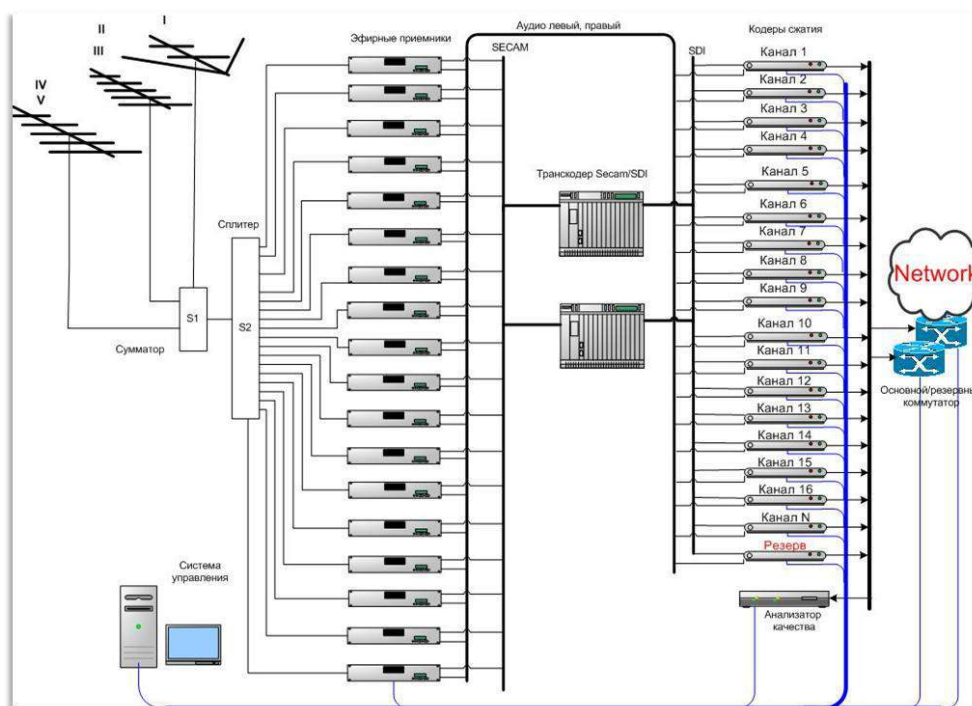 I
II
III
IV
V
Эфирные приемники
Аудио левый, правый
SECAM
Кодеры сжатия
SDI
Канал 1
Канал 2
Канал 3
Канал 4
Транскодер Secam/SDI
Канал 5
Канал 6
Сплитер
Канал 7
Канал 8
Network
Канал 9
S1
S2
Канал 10
Сумматор
Канал 11
Основной/резервны
коммутатор
Канал 12
Канал 13
Канал 14
Канал 15
Канал 16
Канал N
Резерв
Система
управления
Анализатор
качества